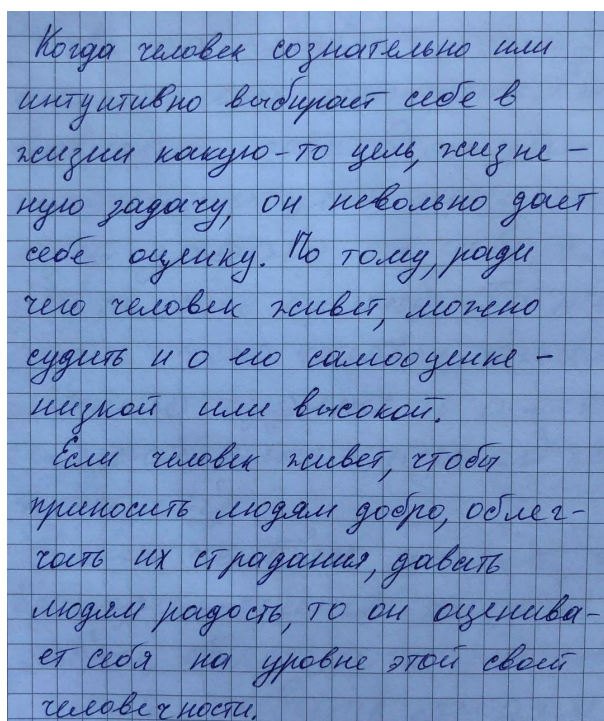 Когда человек сознательно или
интуитивно выбирает себе в
жизни какую-то цель, жизне-
ную задачу, он невольно дает
себе оценку. По тому, ради
чего человек живет, можно
судить и о его самооценке -
низкой или высокой.
Если человек живет, чтобы
приносить людям добро, облег-
чать их страдания, давать
людям радость, то он оценива-
ет себя на уровне этой своей
человечности.